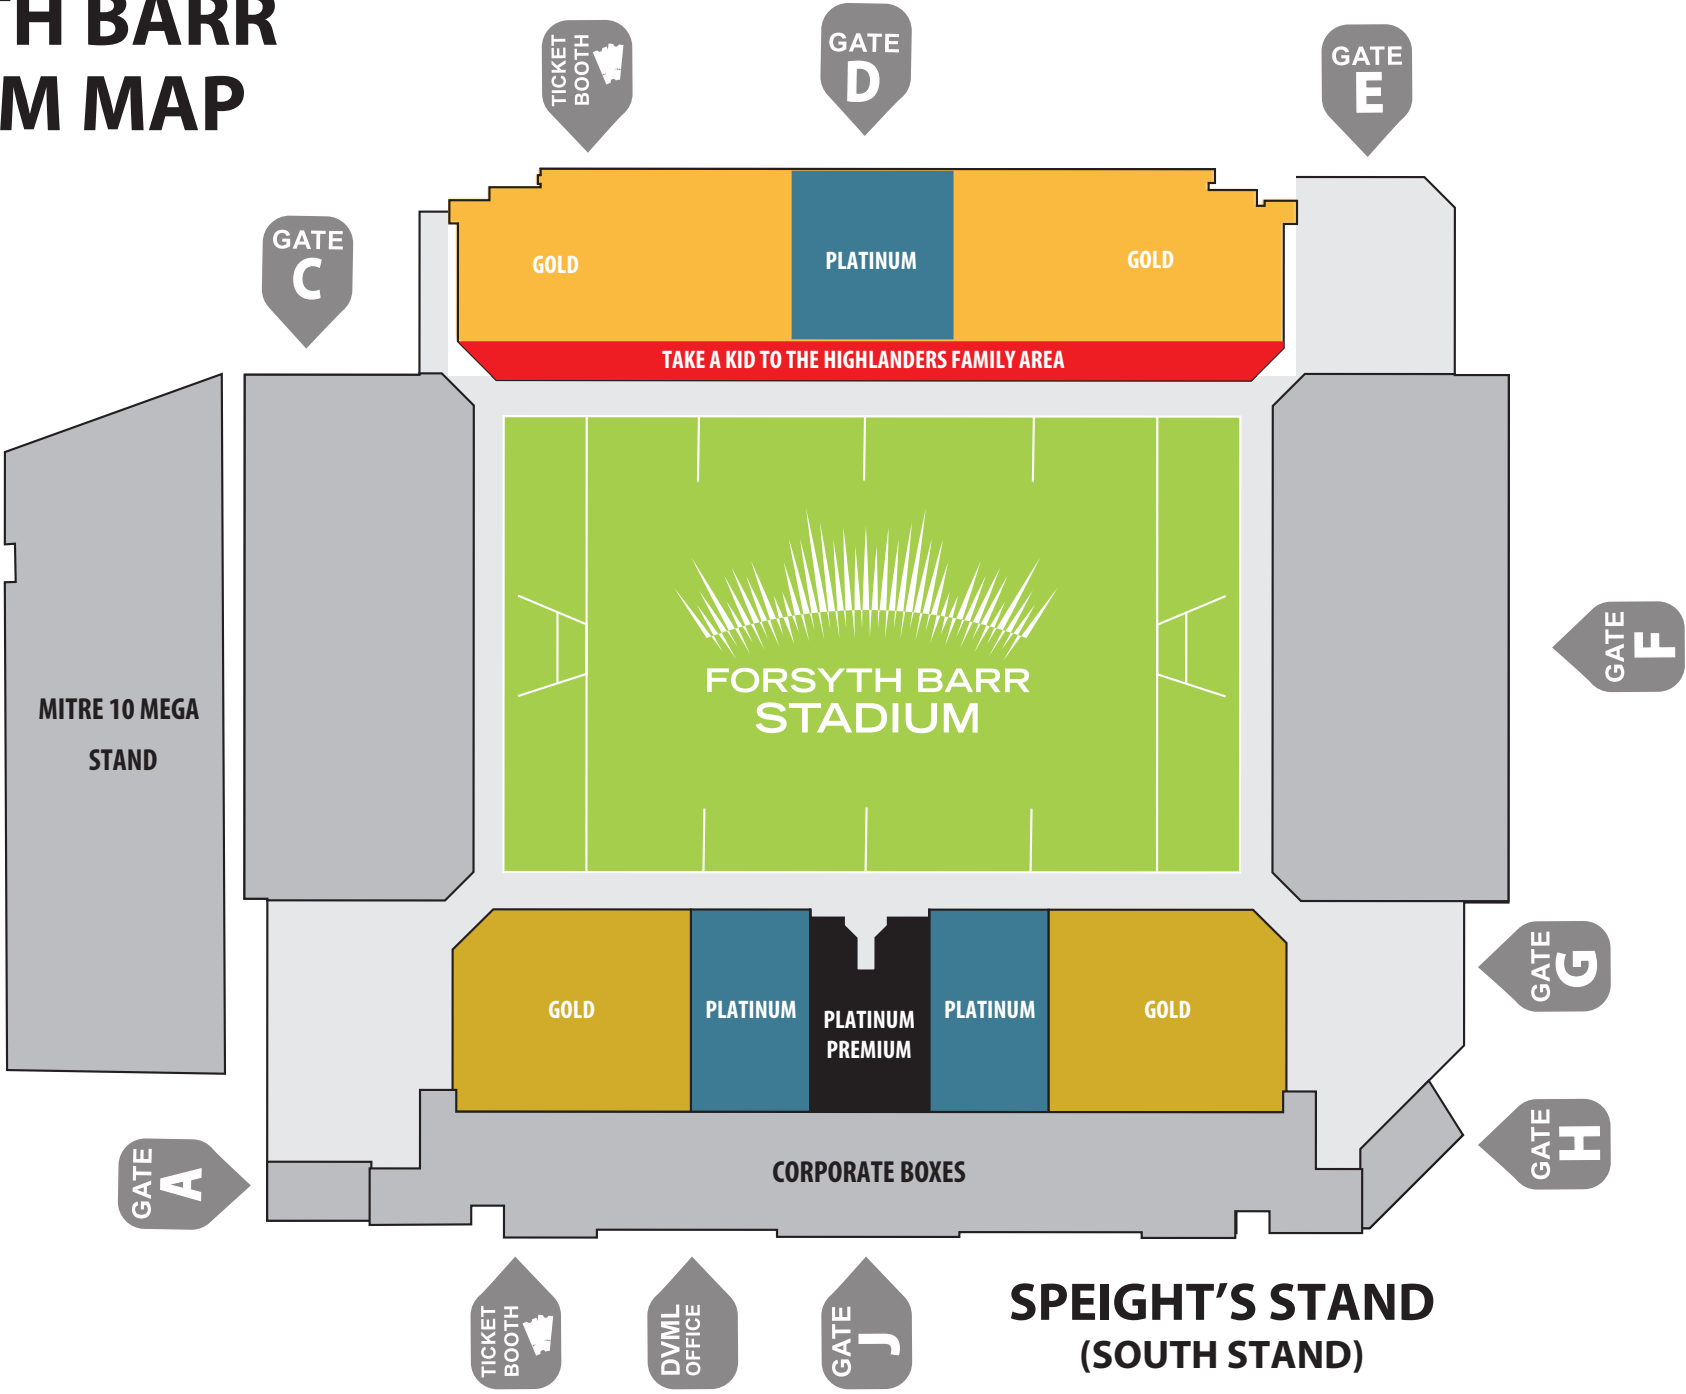 TH BARR
M MAP
TICKET
BOOTH
GATE
D
GATE
E
GATE
C
GOLD
PLATINUM
GOLD
TAKE A KID TO THE HIGHLANDERS FAMILY AREA
FORSYTH BARR
STADIUM
MITRE 10 MEGA
STAND
GATE
F
GATE
G
GOLD
PLATINUM
PLATINUM
PREMIUM
PLATINUM
GOLD
GATE
H
GATE
A
CORPORATE BOXES
TICKET
BOOTH
DVML
OFFICE
GATE
J
SPEIGHT'S STAND
(SOUTH STAND)